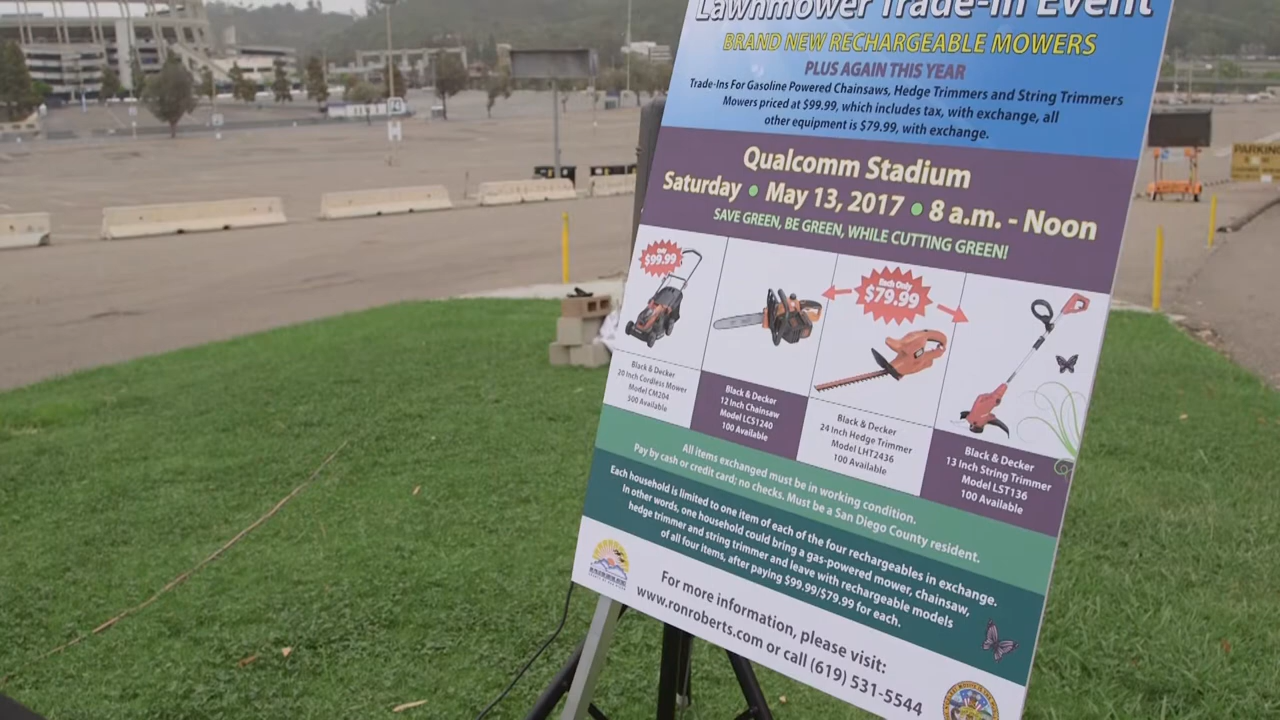 Lawnmower Trade-In Event
BRAND NEW RECHARGEABLE MOWERS
PLUS AGAIN THIS YEAR
Trade-Ins For Gasoline Powered Chainsaws, Hedge Trimmers and String Trimmers
Mowers priced at $99.99, which includes tax, with exchange, all
other equipment is $79.99, with exchange.
Qualcomm Stadium
Saturday • May 13, 2017 • 8 a.m. - Noon
SAVE GREEN, BE GREEN, WHILE CUTTING GREEN!
Only
$99.99
Each Only
$79.99
Black & Decker
20 Inch Cordless Mower
Model CM204
300 Available
Black & Decker
12 Inch Chainsaw
Model LCS1240
100 Available
Black & Decker
24 Inch Hedge Trimmer
Model LHT2436
100 Available
Black & Decker
13 Inch String Trimmer
Model LST136
100 Available
All items exchanged must be in working condition.
Pay by cash or credit card; no checks. Must be a San Diego County resident.
Each household is limited to one item of each of the four rechargeables in exchange.
In other words, one household could bring a gas-powered mower, chainsaw,
hedge trimmer and string trimmer and leave with rechargeable models
of all four items, after paying $99.99/$79.99 for each.
For more information, please visit:
www.ronroberts.com or call (619) 531-5544
PARKING